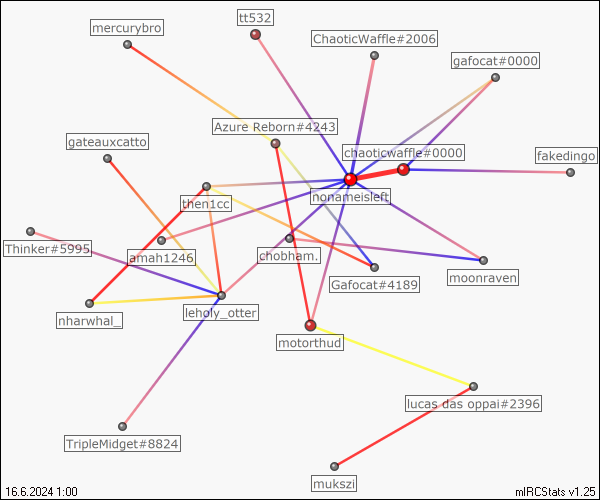 tt532
mercurybro
ChaoticWaffle#2006
gafocat#0000
Azure Reborn#4243
gateauxcatto
chaoticwaffle#0000
fakedingo
nonameisleft
then1cc
Thinker#5995
amah1246
chobham.
moonraven
Gafocat#4189
nharwhal_
leholy_otter
motorthud
lucas das oppai#2396
TripleMidget#8824
mukszi
16.6.2024 1:00
mIRCStats v1.25